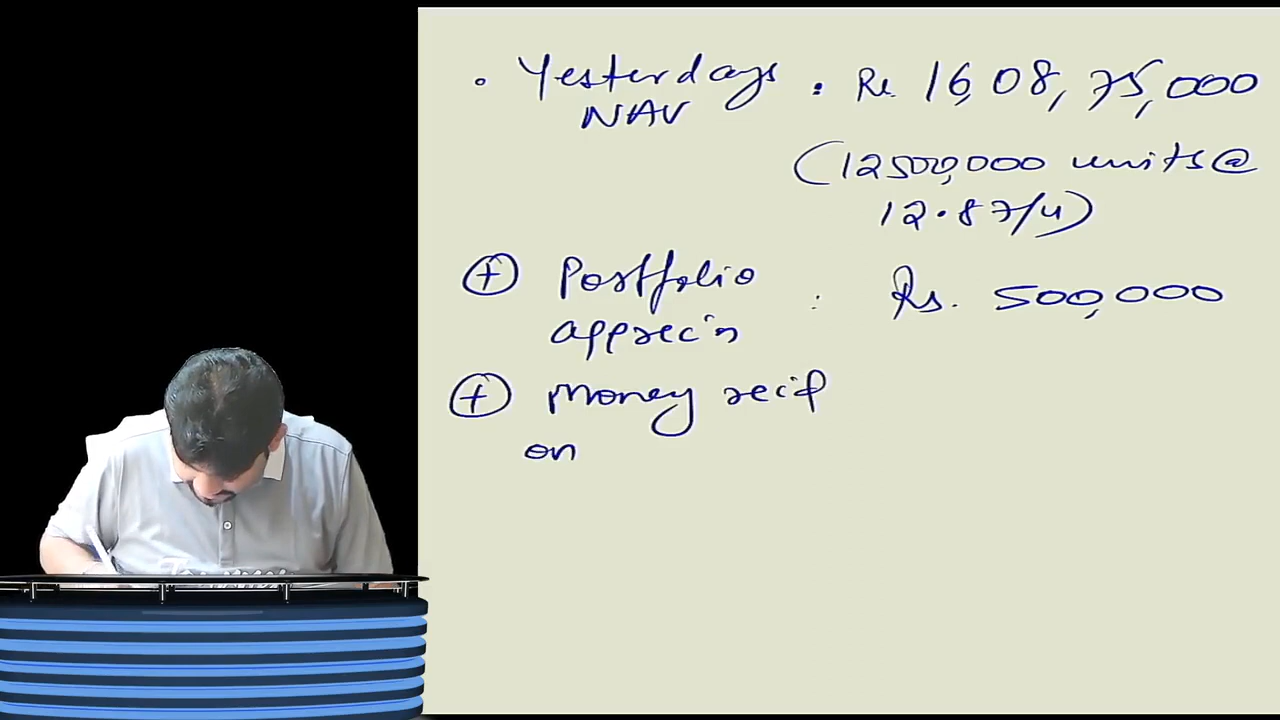 • Yesterdays : Rs. 16,08,75,000
NAV
(12500,000 units @
12.87/u)
⊕ Portfolio : Rs. 500,000
apprec'n
⊕ Money recd
on